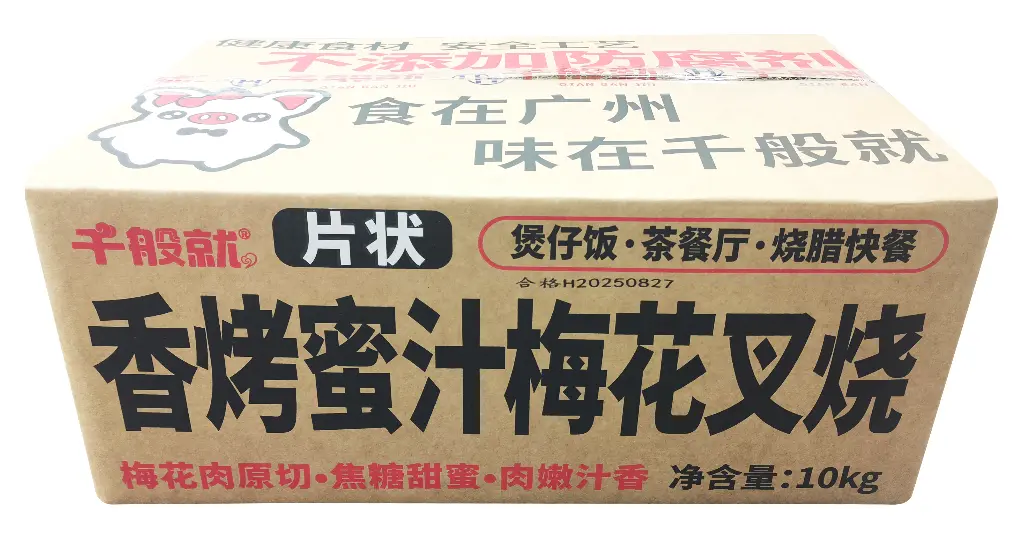 健康食材 安全工艺
不添加防腐剂
食在广州
味在千般就
千般就®
片状
煲仔饭·茶餐厅·烧腊快餐
合格H20250827
香烤蜜汁梅花叉烧
梅花肉原切·焦糖甜蜜·肉嫩汁香
净含量:10kg